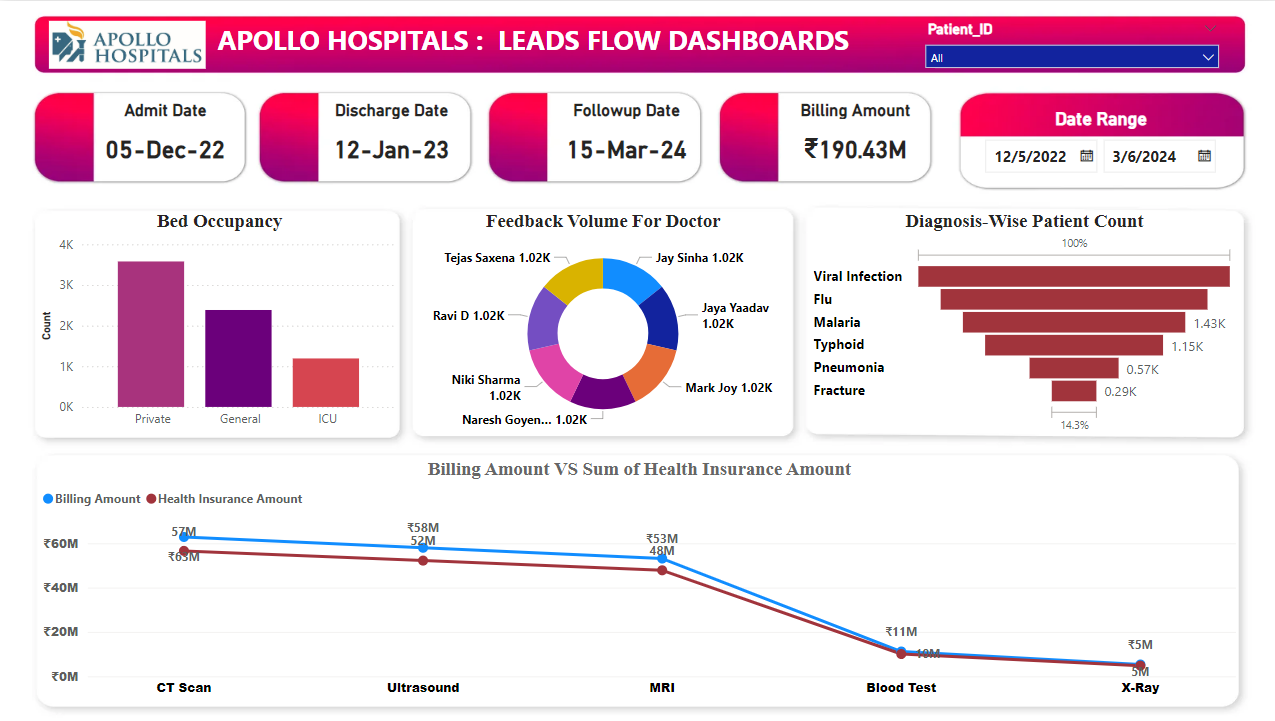 APOLLO
HOSPITALS
APOLLO HOSPITALS :  LEADS FLOW DASHBOARDS
Patient_ID
All
Admit Date
05-Dec-22
Discharge Date
12-Jan-23
Followup Date
15-Mar-24
Billing Amount
₹190.43M
Date Range
12/5/2022
3/6/2024
Bed Occupancy
4K
3K
2K
1K
0K
Count
Private
General
ICU
Feedback Volume For Doctor
Tejas Saxena 1.02K
Jay Sinha 1.02K
Ravi D 1.02K
Jaya Yaadav
1.02K
Niki Sharma
1.02K
Mark Joy 1.02K
Naresh Goyen... 1.02K
Diagnosis-Wise Patient Count
100%
Viral Infection
Flu
Malaria
1.43K
Typhoid
1.15K
Pneumonia
0.57K
Fracture
0.29K
14.3%
Billing Amount VS Sum of Health Insurance Amount
Billing Amount
Health Insurance Amount
₹60M
₹40M
₹20M
₹0M
57M
₹63M
₹58M
52M
₹53M
48M
₹11M
10M
₹5M
5M
CT Scan
Ultrasound
MRI
Blood Test
X-Ray